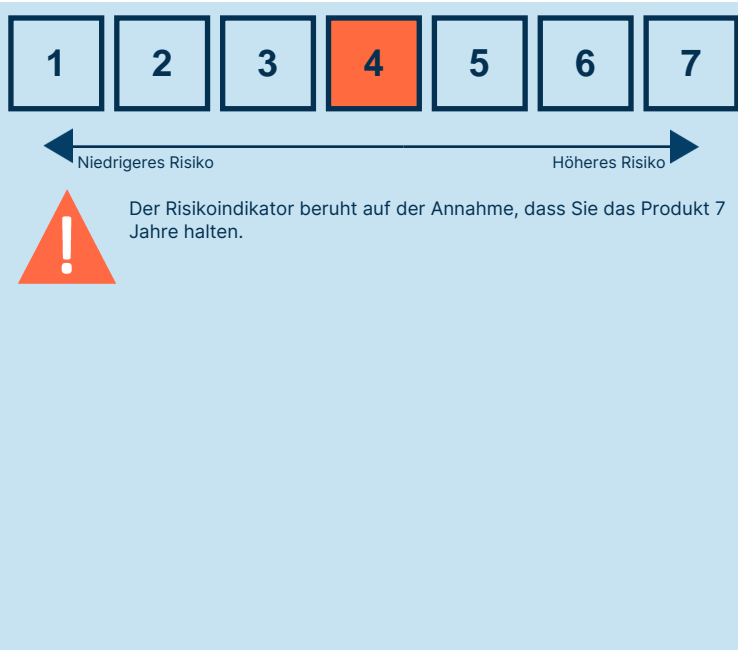 1 2 3 4 5 6 7
Niedrigeres Risiko Höheres Risiko
!
Der Risikoindikator beruht auf der Annahme, dass Sie das Produkt 7
Jahre halten.